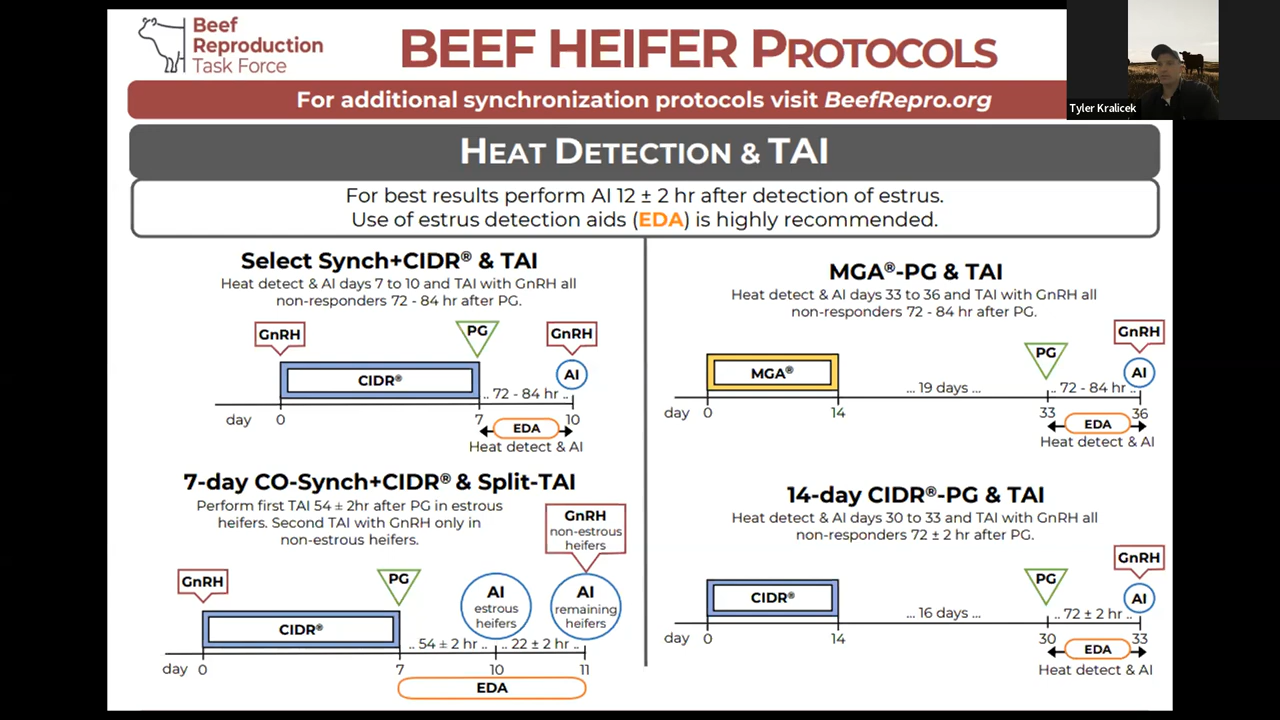 Beef
Reproduction
Task Force
BEEF HEIFER PROTOCOLS
For additional synchronization protocols visit BeefRepro.org
Tyler Kralicek
HEAT DETECTION & TAI
For best results perform AI 12 ± 2 hr after detection of estrus.
Use of estrus detection aids (EDA) is highly recommended.
Select Synch+CIDR® & TAI
Heat detect & AI days 7 to 10 and TAI with GnRH all
non-responders 72 - 84 hr after PG.
GnRH
PG
GnRH
CIDR®
AI
.. 72 - 84 hr ..
day
0
7
10
EDA
Heat detect & AI
7-day CO-Synch+CIDR® & Split-TAI
Perform first TAI 54 ± 2hr after PG in estrous
heifers. Second TAI with GnRH only in
non-estrous heifers.
GnRH
non-estrous
heifers
GnRH
PG
AI
estrous
heifers
AI
remaining
heifers
CIDR®
.. 54 ± 2 hr ..
.. 22 ± 2 hr ..
day
0
7
10
11
EDA
MGA®-PG & TAI
Heat detect & AI days 33 to 36 and TAI with GnRH all
non-responders 72 - 84 hr after PG.
GnRH
PG
MGA®
AI
... 19 days ...
.. 72 - 84 hr ..
day
0
14
33
36
EDA
Heat detect & AI
14-day CIDR®-PG & TAI
Heat detect & AI days 30 to 33 and TAI with GnRH all
non-responders 72 ± 2 hr after PG.
GnRH
PG
CIDR®
AI
... 16 days ...
.. 72 ± 2 hr ..
day
0
14
30
33
EDA
Heat detect & AI